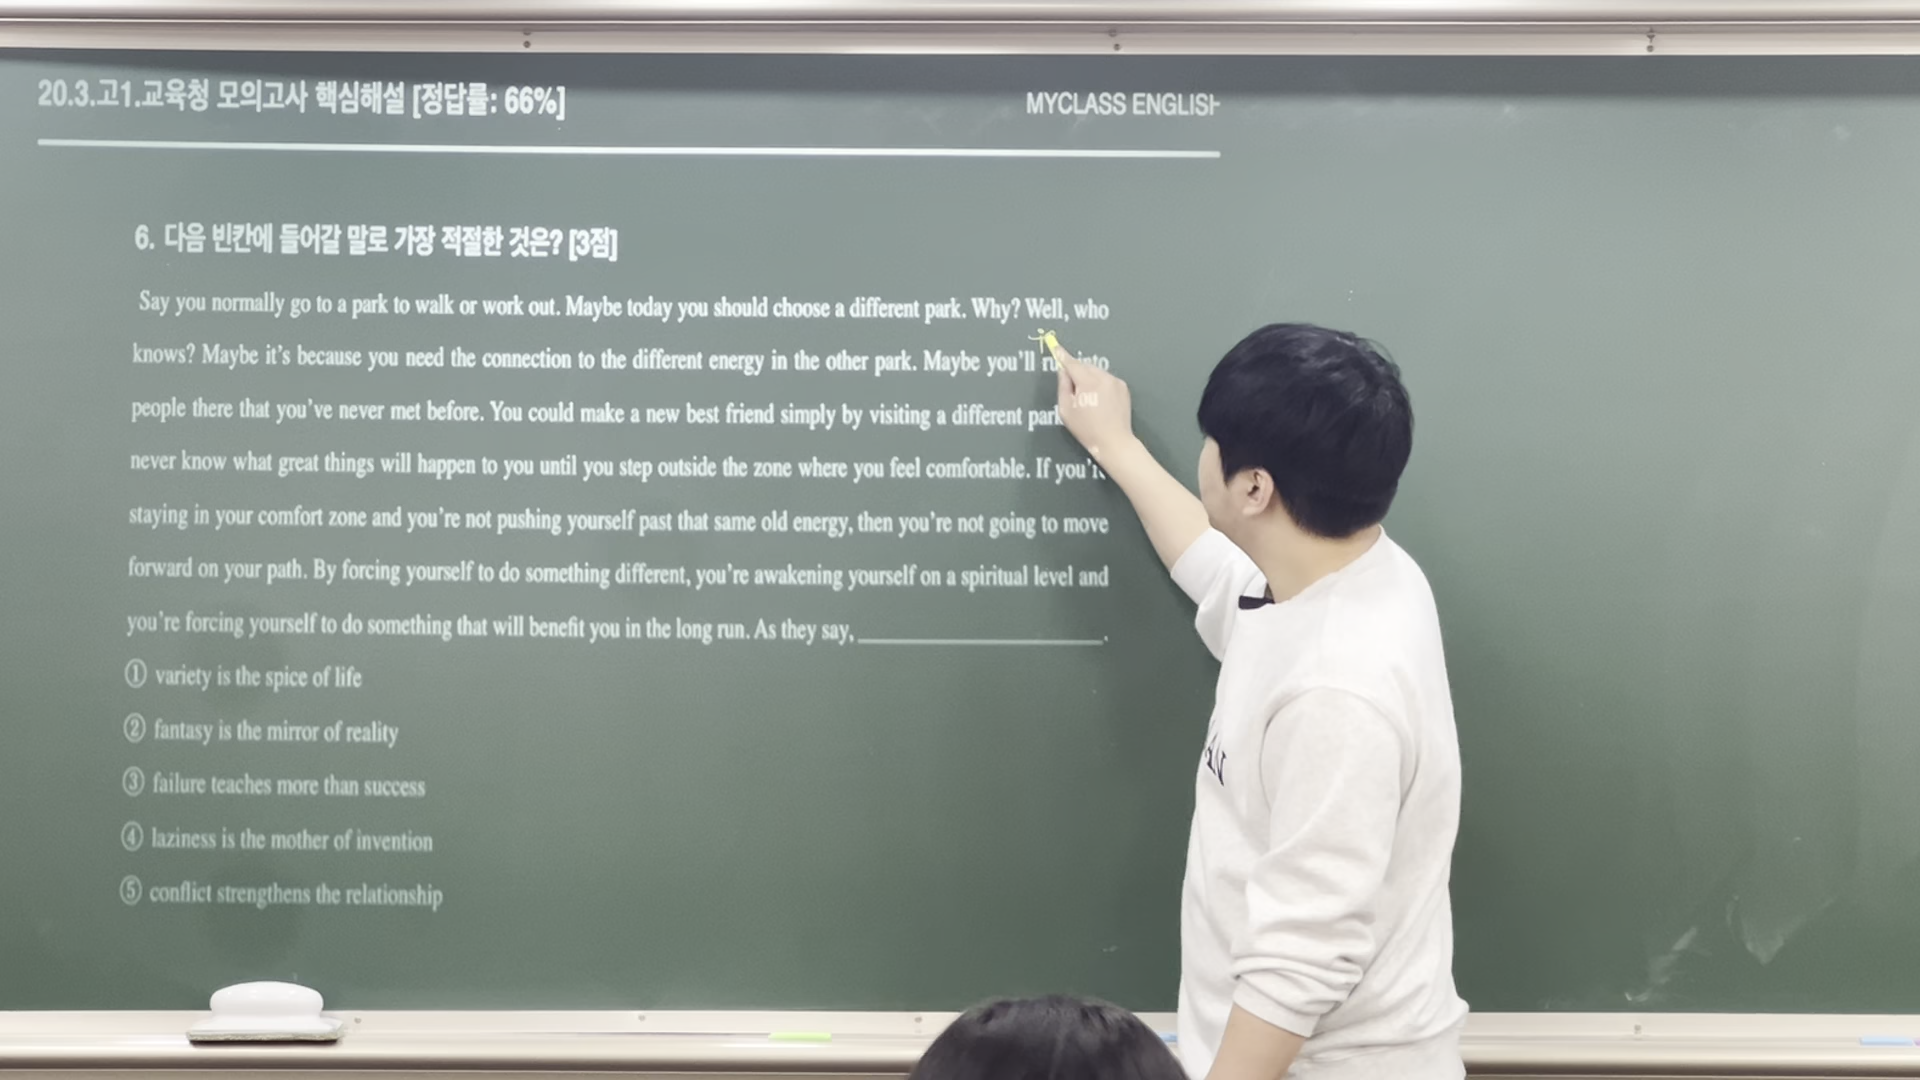 20.3.고1.교육청 모의고사 핵심해설 [정답률: 66%]
MYCLASS ENGLISH
6. 다음 빈칸에 들어갈 말로 가장 적절한 것은? [3점]
Say you normally go to a park to walk or work out. Maybe today you should choose a different park. Why? Well, who
knows? Maybe it's because you need the connection to the different energy in the other park. Maybe you'll into
people there that you've never met before. You could make a new best friend simply by visiting a different park You
never know what great things will happen to you until you step outside the zone where you feel comfortable. If you're
staying in your comfort zone and you're not pushing yourself past that same old energy, then you're not going to move
forward on your path. By forcing yourself to do something different, you're awakening yourself on a spiritual level and
you're forcing yourself to do something that will benefit you in the long run. As they say, ____________________.
① variety is the spice of life
② fantasy is the mirror of reality
③ failure teaches more than success
④ laziness is the mother of invention
⑤ conflict strengthens the relationship